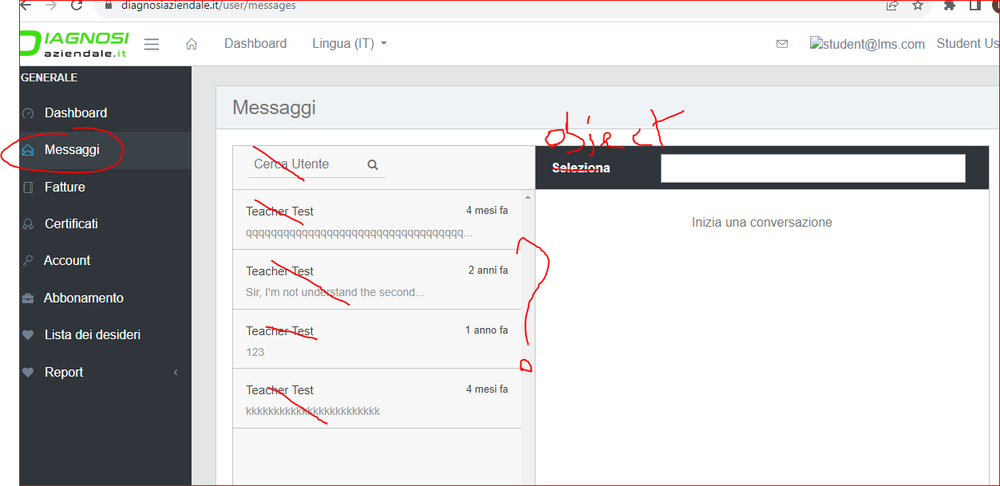 diagnosiaziendale.it/user/messages
DIAGNOSI
aziendale.it
Dashboard
Lingua (IT)
student@lms.com
Student Us
GENERALE
Dashboard
Messaggi
Fatture
Certificati
Account
Abbonamento
Lista dei desideri
Report
Messaggi
object
Cerca Utente
Seleziona
Teacher Test
4 mesi fa
qqqqqqqqqqqqqqqqqqqqqqqqqqqqqqqqqqq...
Teacher Test
2 anni fa
Sir, I'm not understand the second...
Teacher Test
1 anno fa
123
Teacher Test
4 mesi fa
kkkkkkkkkkkkkkkkkkkkkkkk
?
Inizia una conversazione